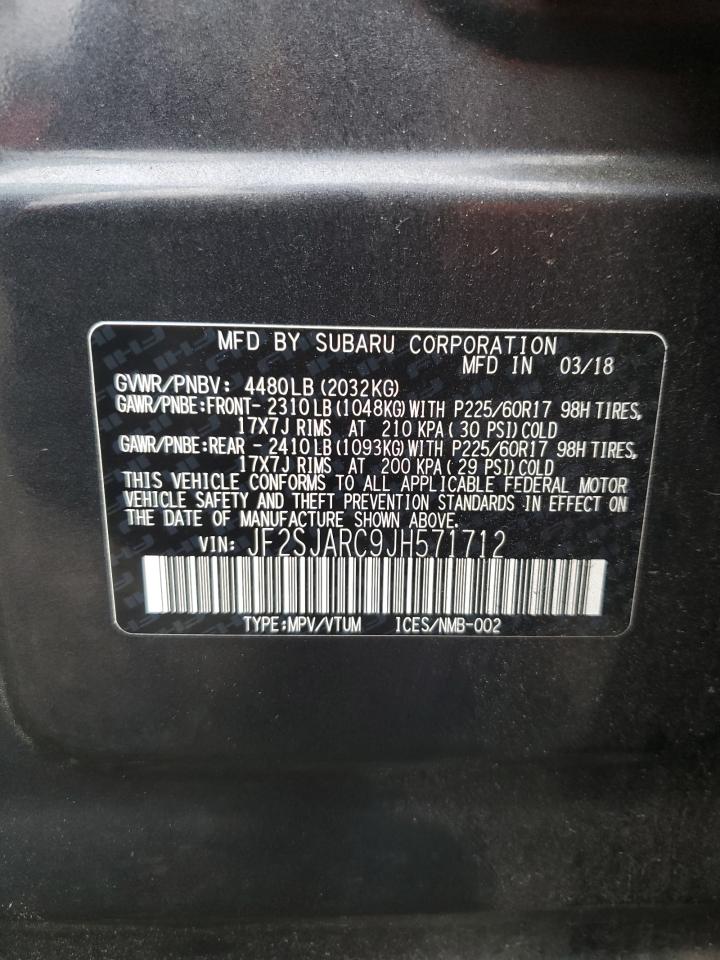 MFD BY SUBARU CORPORATION
MFD IN 03/18
GVWR/PNBV: 4480LB(2032KG)
GAWR/PNBE:FRONT- 2310LB(1048KG)WITH P225/60R17 98H TIRES,
17X7J RIMS AT 210 KPA( 30 PSI)COLD
GAWR/PNBE:REAR - 2410LB(1093KG)WITH P225/60R17 98H TIRES,
17X7J RIMS AT 200 KPA( 29 PSI)COLD
THIS VEHICLE CONFORMS TO ALL APPLICABLE FEDERAL MOTOR
VEHICLE SAFETY AND THEFT PREVENTION STANDARDS IN EFFECT ON
THE DATE OF MANUFACTURE SHOWN ABOVE.
VIN: JF2SJARC9JH571712
TYPE:MPV/VTUM ICES/NMB-002